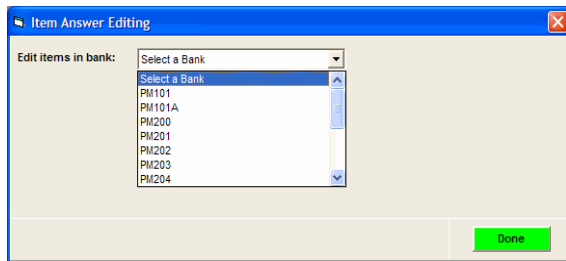 Item Answer Editing
Edit items in bank: Select a Bank
Select a Bank
PM101
PM101A
PM200
PM201
PM202
PM203
PM204
Done